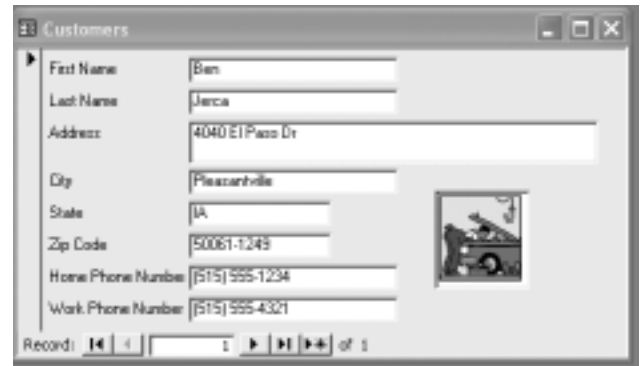 Customers
First Name Ben
Last Name Jerca
Address 4040 El Paso Dr
City Pleasantville
State IA
Zip Code 50061-1249
Home Phone Number (515) 555-1234
Work Phone Number (515) 555-4321
Record: 1 of 1